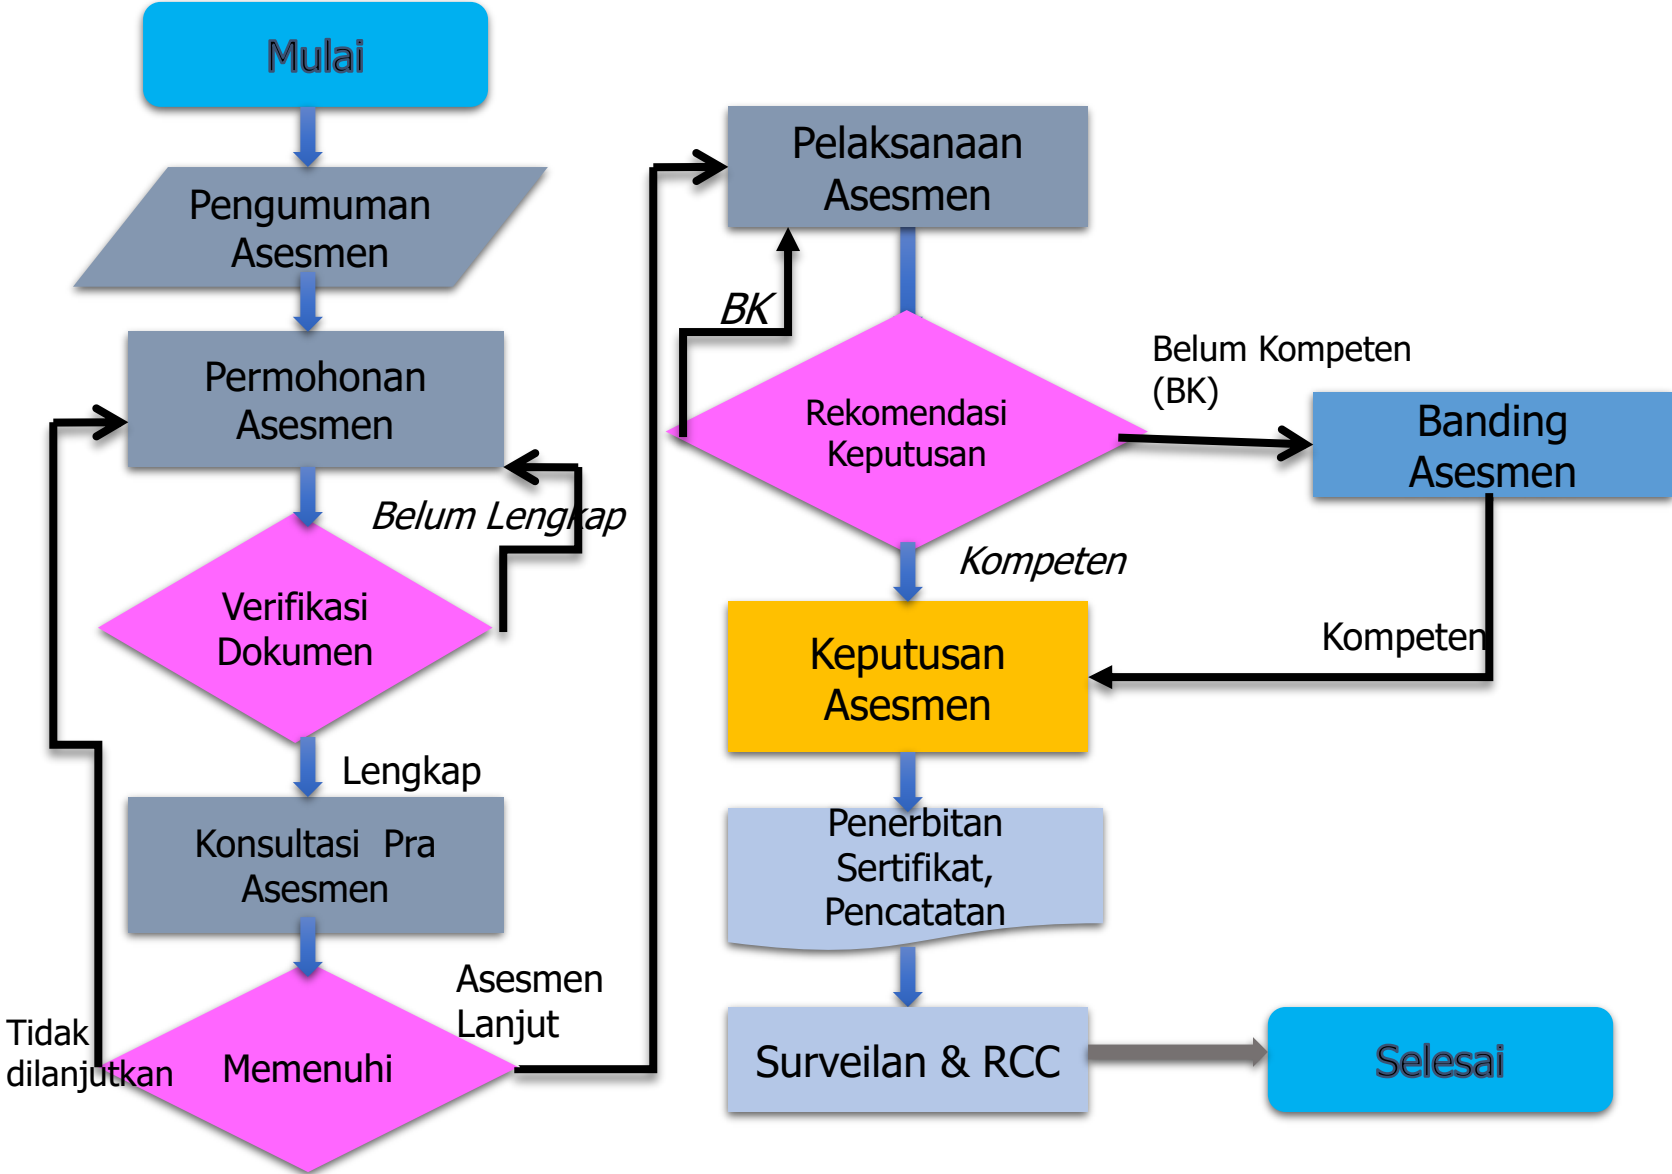 Mulai
Pengumuman
Asesmen
Permohonan
Asesmen
Belum Lengkap
Verifikasi
Dokumen
Lengkap
Konsultasi Pra
Asesmen
Tidak
dilanjutkan
Memenuhi
Asesmen
Lanjut
Pelaksanaan
Asesmen
BK
Rekomendasi
Keputusan
Belum Kompeten
(BK)
Banding
Asesmen
Kompeten
Kompeten
Keputusan
Asesmen
Penerbitan
Sertifikat,
Pencatatan
Surveilan & RCC
Selesai